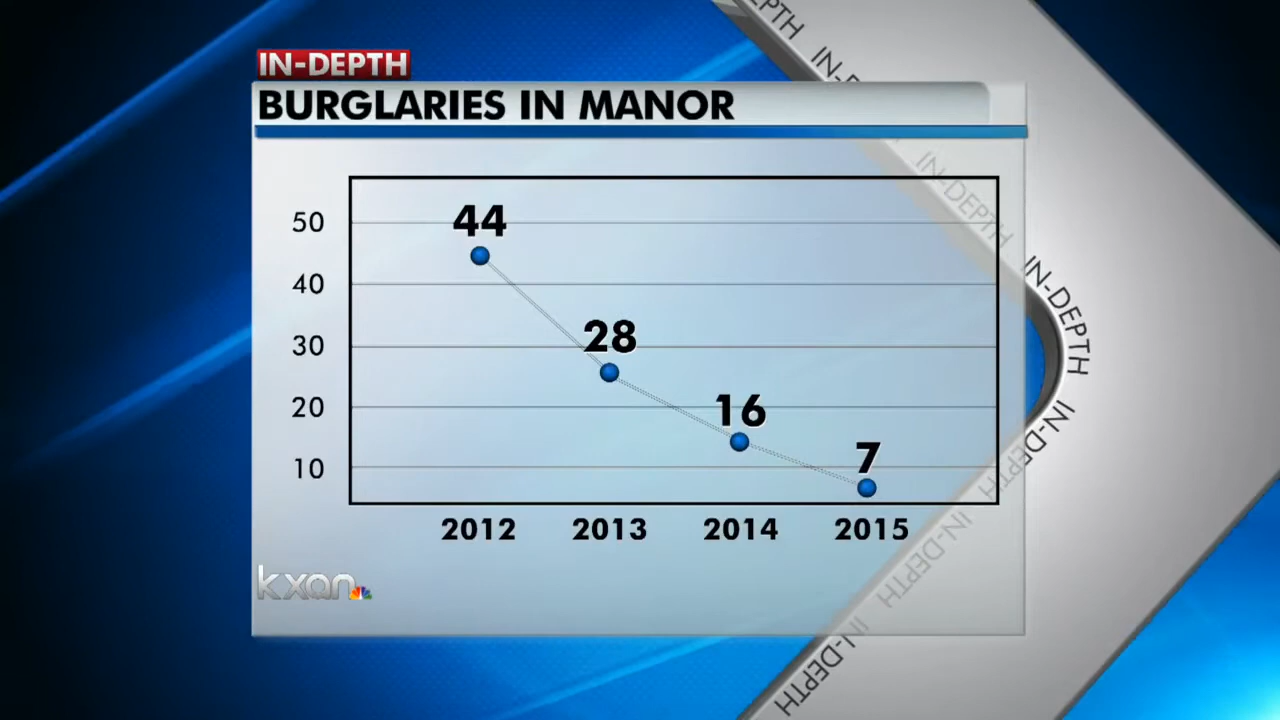 IN-DEPTH
BURGLARIES IN MANOR
50
40
30
20
10
44
28
16
7
2012 2013 2014 2015
kxan
DEPTH
IN-DEPTH
IN-DEPTH
IN-DEPTH
IN-DEPTH
IN-DEPTH
IN-DEPTH